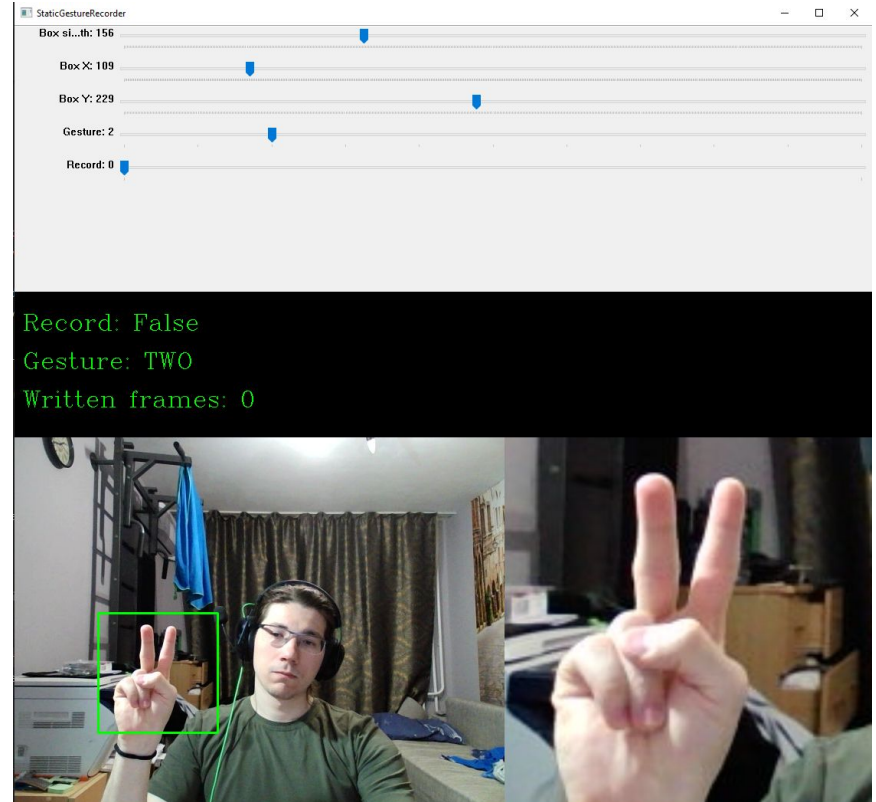 StaticGestureRecorder
Box si...th: 156
Box X: 109
Box Y: 229
Gesture: 2
Record: 0
Record: False
Gesture: TWO
Written frames: 0